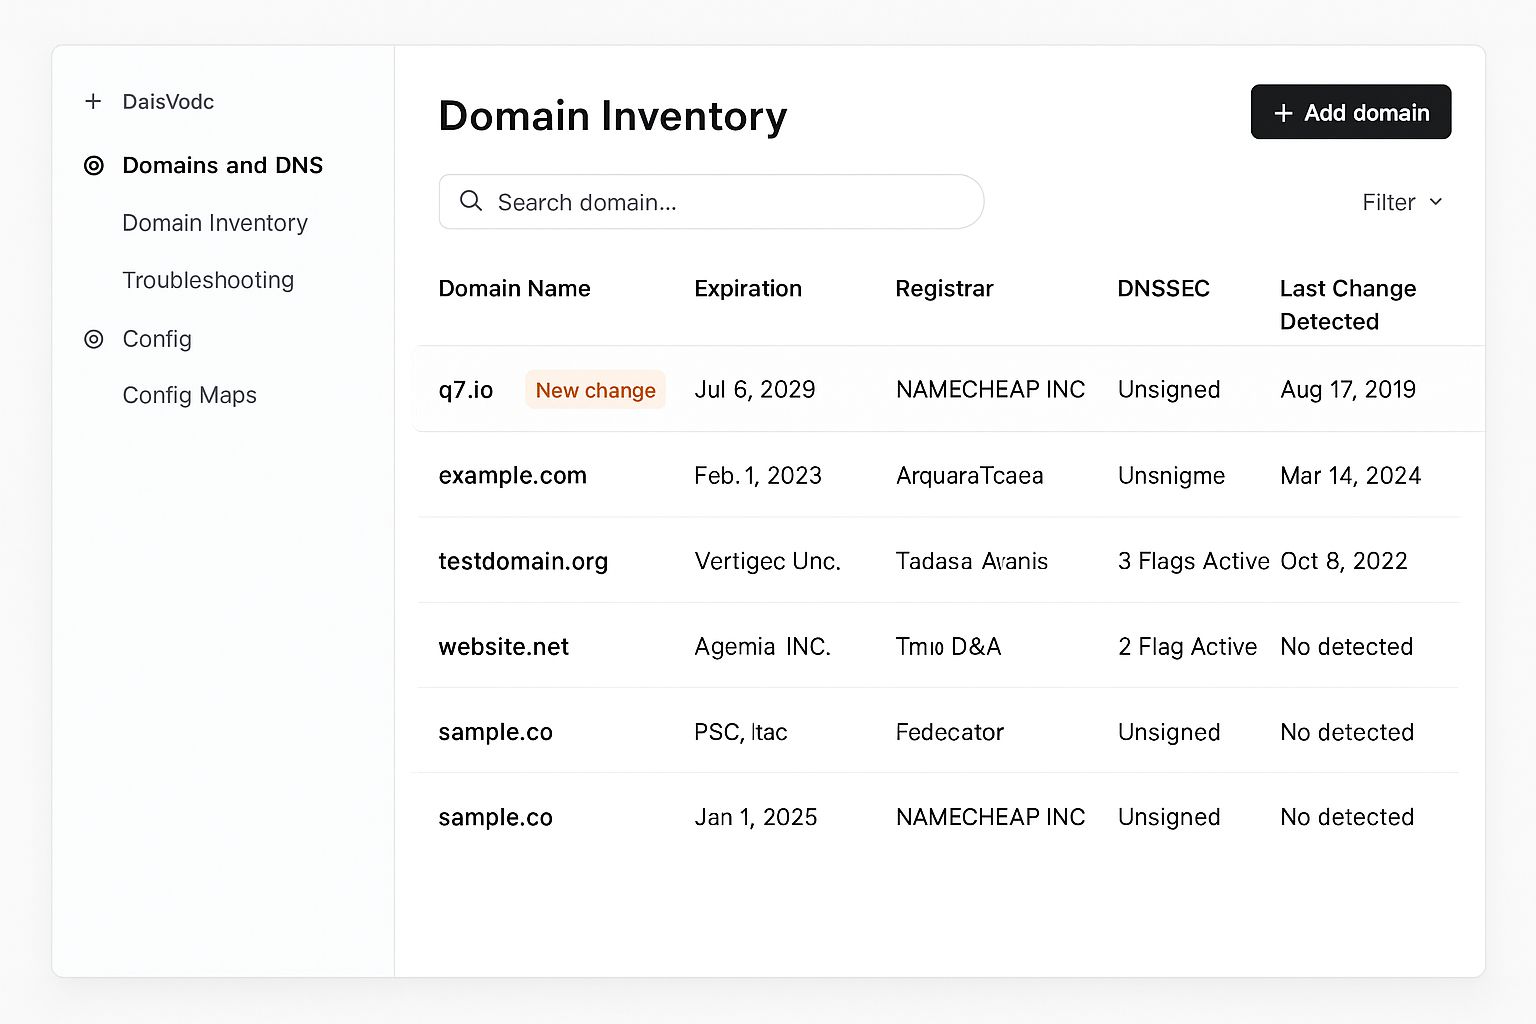 DaisVodc
Domains and DNS
Domain Inventory
Troubleshooting
Config
Config Maps
Domain Inventory
+ Add domain
Search domain...
Filter
Domain Name Expiration Registrar DNSSEC Last Change
Detected
q7.io New change Jul 6, 2029 NAMECHEAP INC Unsigned Aug 17, 2019
example.com Feb. 1, 2023 ArquaraTcaea Unsnigme Mar 14, 2024
testdomain.org Vertigec Unc. Tadasa Avanis 3 Flags Active Oct 8, 2022
website.net Agemia INC. D&A 2 Flag Active No detected
sample.co PSC, Itac Fedecator Unsigned No detected
sample.co Jan 1, 2025 NAMECHEAP INC Unsigned No detected